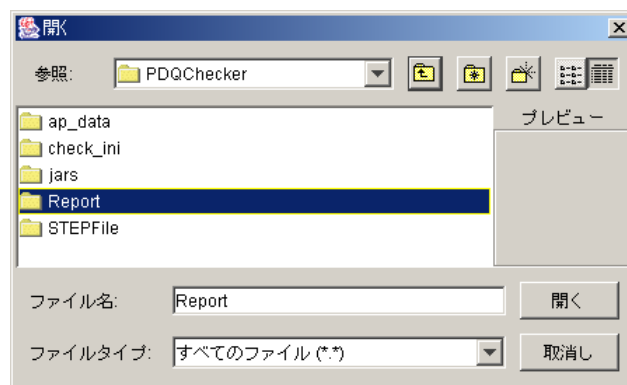 開く
参照: PDQChecker
プレビュー
ap_data
check_ini
jars
Report
STEPFile
ファイル名: Report 開く
ファイルタイプ: すべてのファイル (*.*) 取消し